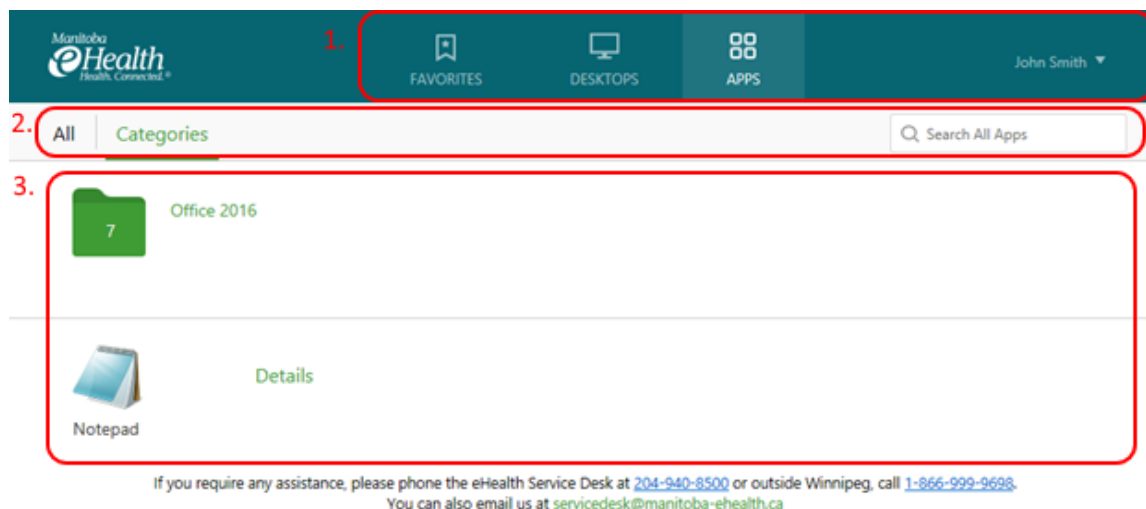 Manitoba
eHealth
Health. Connected.®
1.
FAVORITES
DESKTOPS
APPS
John Smith ▼
2.
All
Categories
Search All Apps
3.
7
Office 2016
Notepad
Details
If you require any assistance, please phone the eHealth Service Desk at 204-940-8500 or outside Winnipeg, call 1-866-999-9698.
You can also email us at servicedesk@manitoba-ehealth.ca